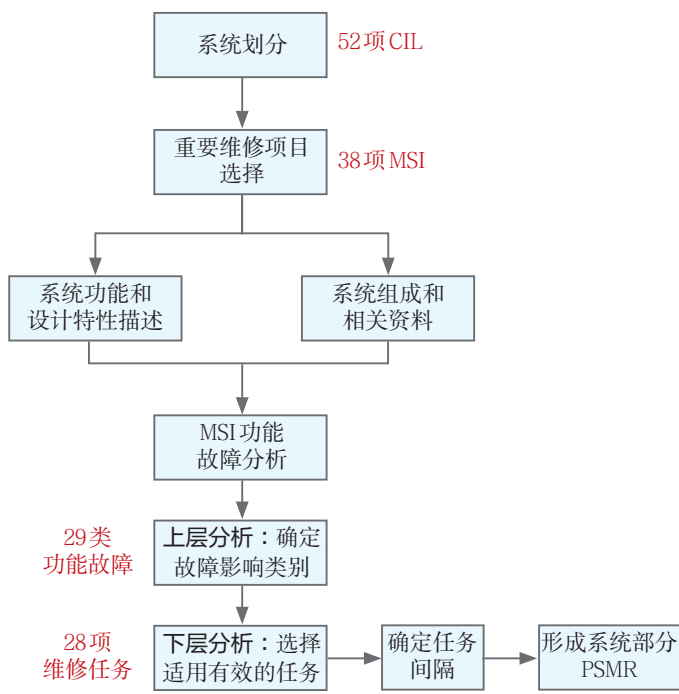 系统划分
52项CIL
重要维修项目
选择
38项MSI
系统功能和
设计特性描述
系统组成和
相关资料
MSI功能
故障分析
29类
功能故障
上层分析：确定
故障影响类别
28项
维修任务
下层分析：选择
适用有效的任务
确定任务
间隔
形成系统部分
PSMR